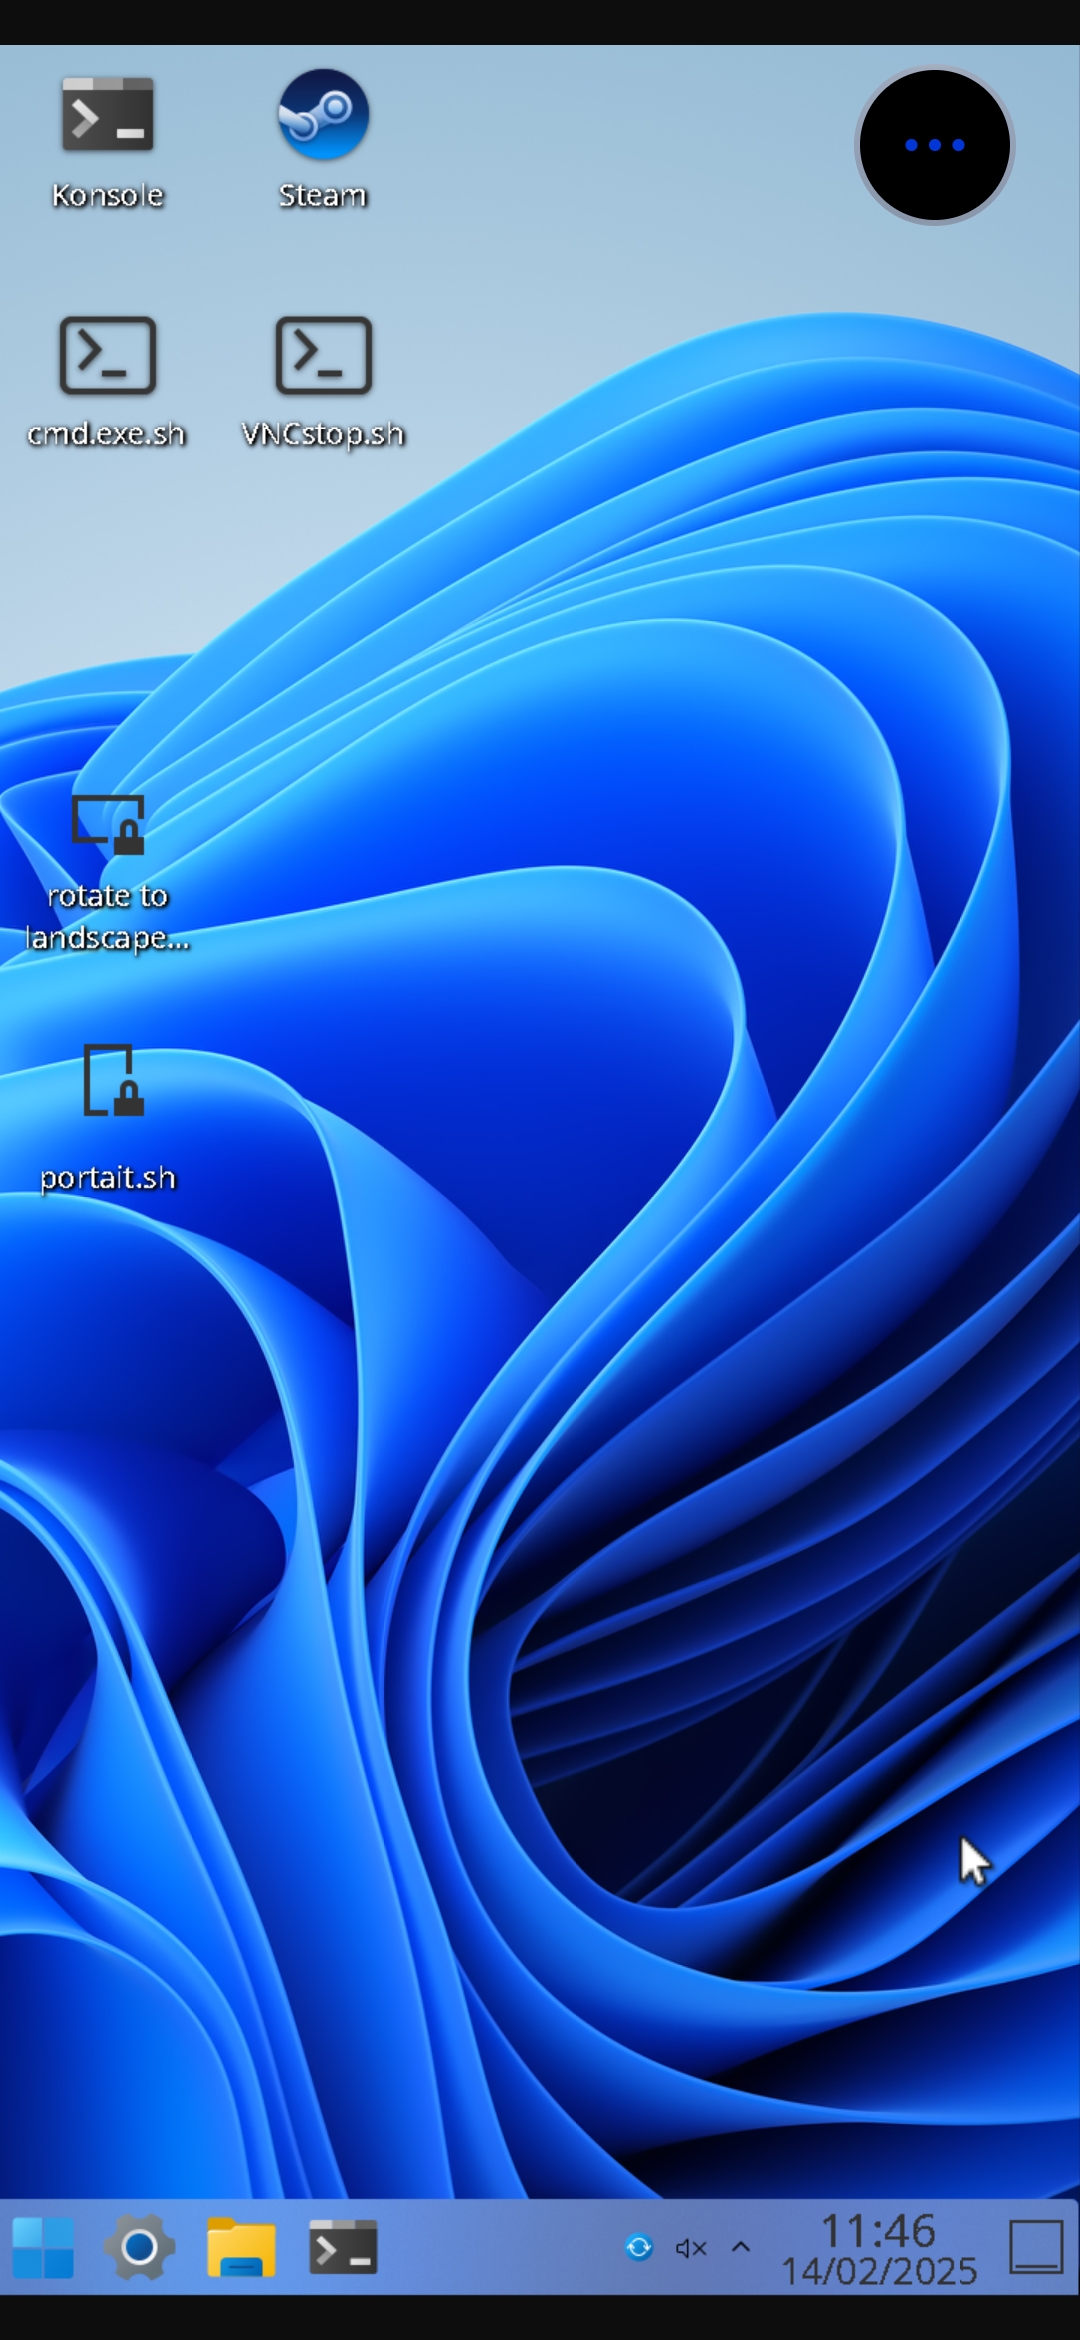 Konsole
Steam
cmd.exe.sh
VNCstop.sh
rotate to
landscape...
portait.sh
11:46
14/02/2025